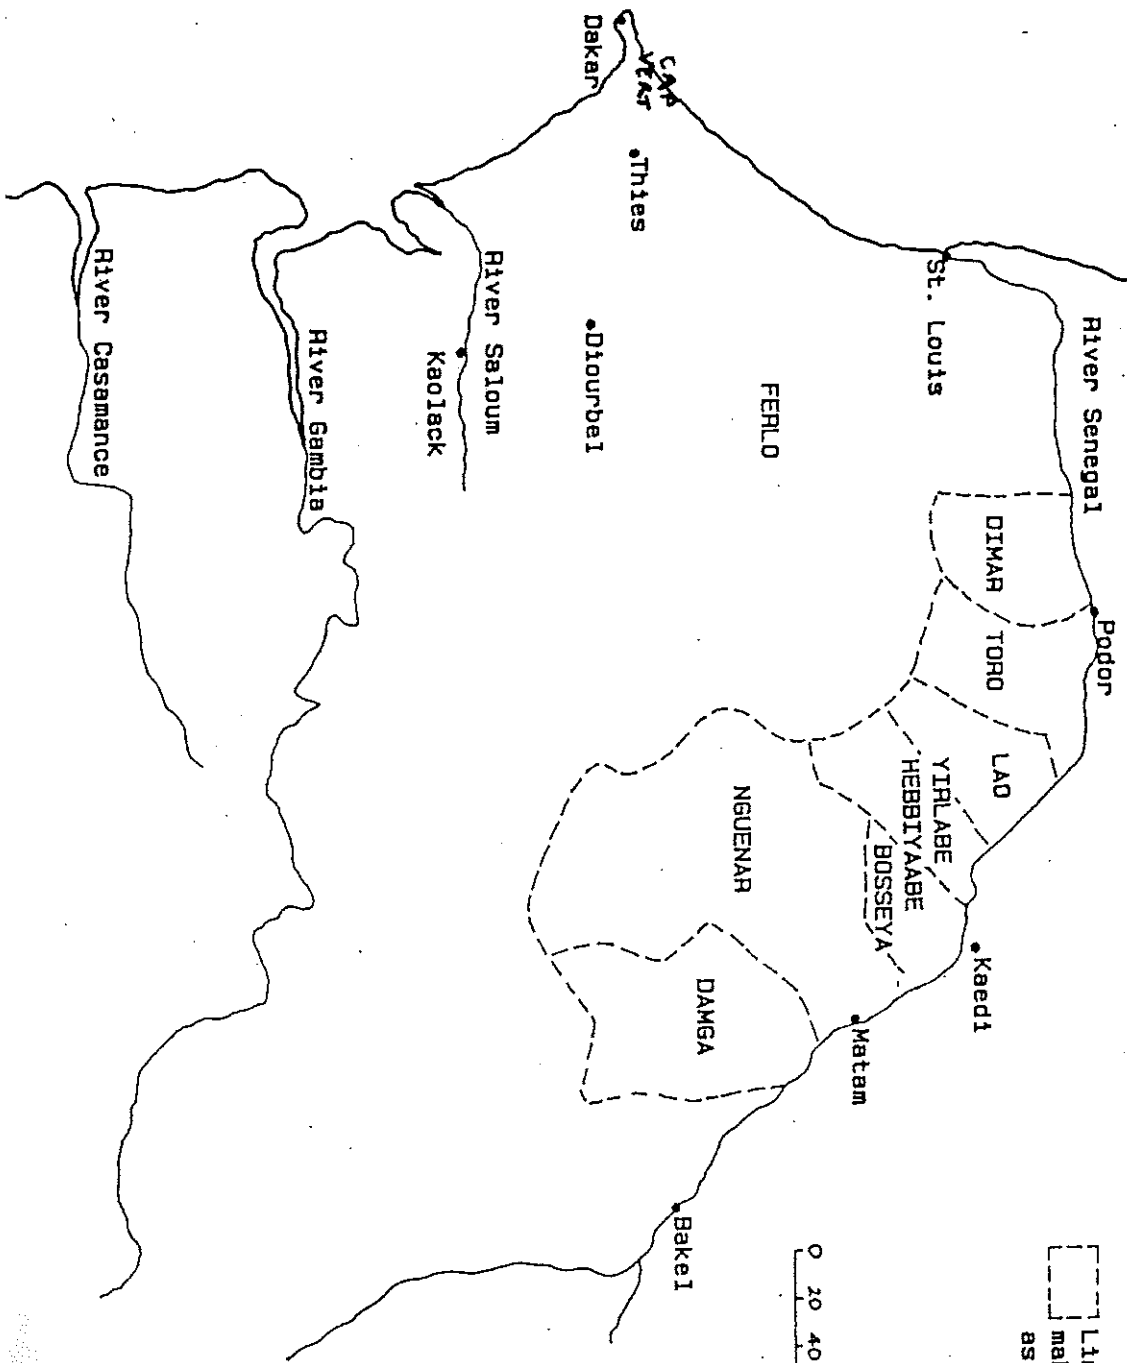 River Senegal
Podor
St. Louis
DIMAR
TORO
LAO
YIRLABE
HEBBIYAABE
BOSSEYA
Kaedi
Matam
FERLO
NGUENAR
DAMGA
Bakel
CAP
VERT
Dakar
Thies
Diourbel
River Saloum
Kaolack
River Gambia
River Casamance
0 20 40
as